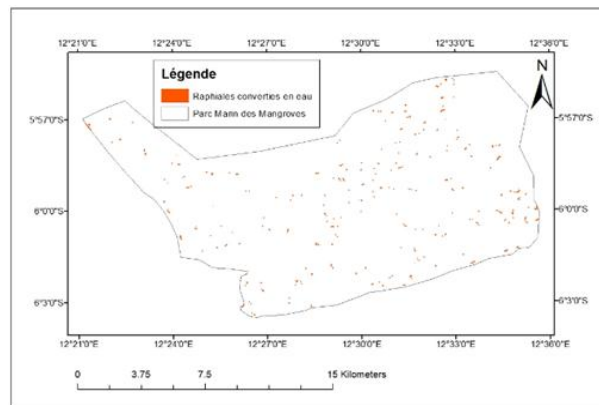 12°21'0"E 12°24'0"E 12°27'0"E 12°30'0"E 12°33'0"E 12°36'0"E
N
Légende
Raphiales converties en eau
Parc Marin des Mangroves
5°57'0"S 5°57'0"S
6°0'0"S 6°0'0"S
6°3'0"S 6°3'0"S
12°21'0"E 12°24'0"E 12°27'0"E 12°30'0"E 12°33'0"E 12°36'0"E
0 3.75 7.5 15 Kilometers